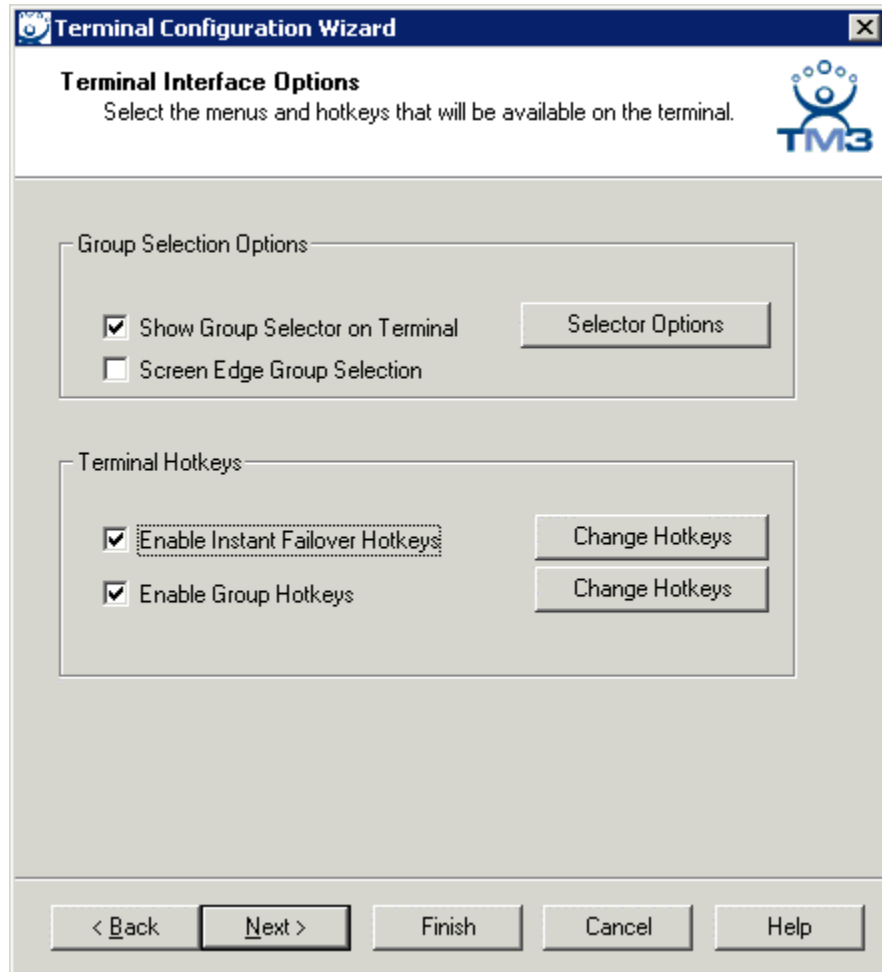 Terminal Configuration Wizard
Terminal Interface Options
Select the menus and hotkeys that will be available on the terminal.
TM3
Group Selection Options
Show Group Selector on Terminal
Selector Options
Screen Edge Group Selection
Terminal Hotkeys
Enable Instant Failover Hotkeys
Change Hotkeys
Enable Group Hotkeys
Change Hotkeys
< Back
Next >
Finish
Cancel
Help